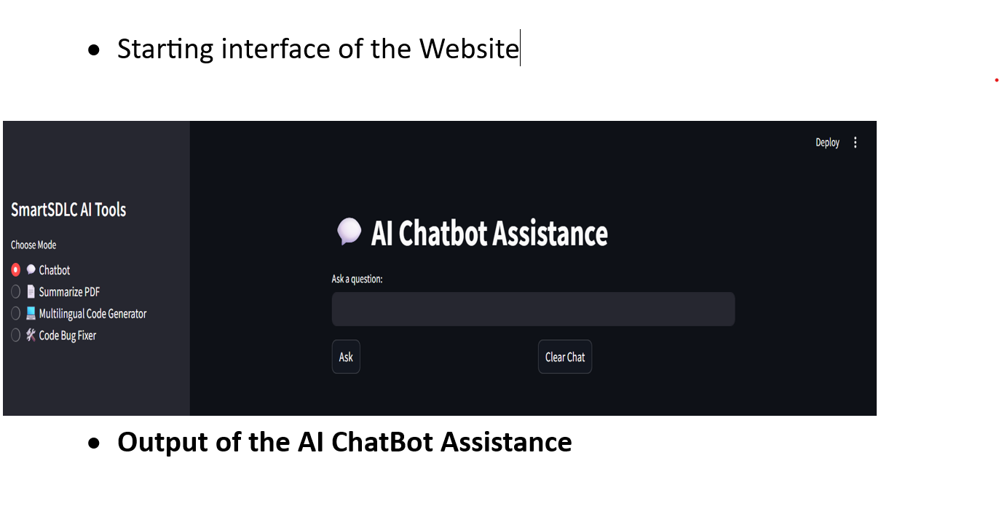 Starting interface of the Website
Deploy
SmartSDLC AI Tools
Choose Mode
Chatbot
Summarize PDF
Multilingual Code Generator
Code Bug Fixer
AI Chatbot Assistance
Ask a question:
Ask
Clear Chat
Output of the AI ChatBot Assistance